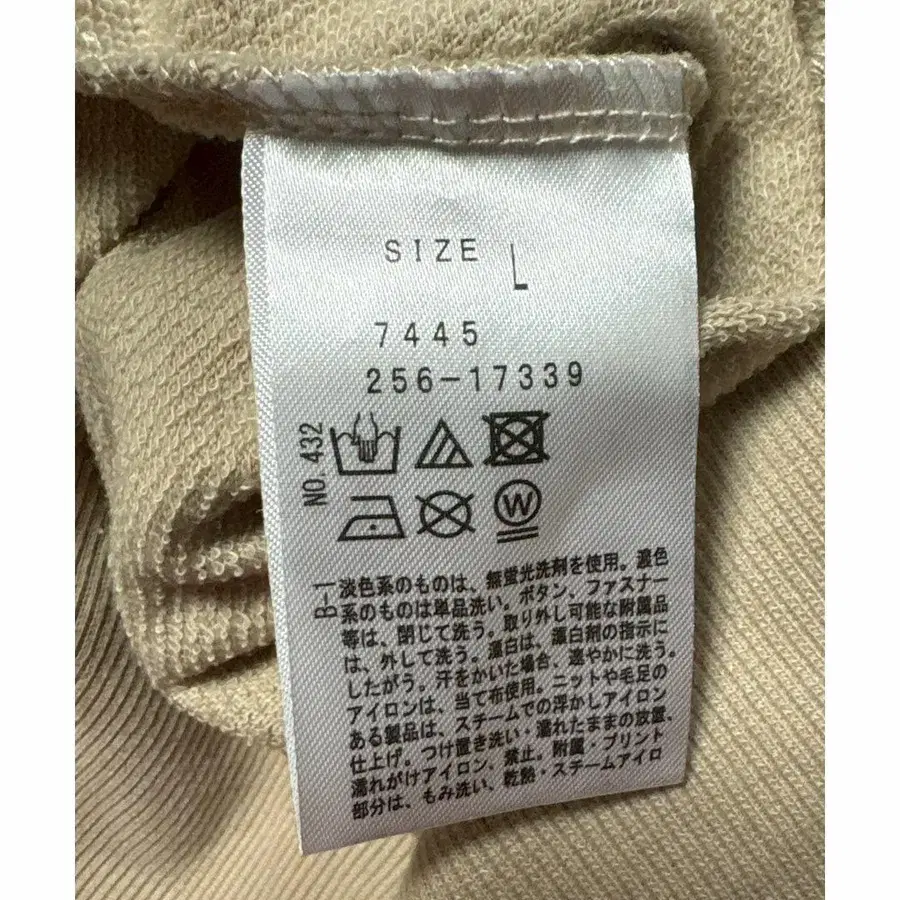 SIZE L
7445
256-17339
NO.432
W
B-1
淡色系のものは、無蛍光洗剤を使用。濃色
系のものは単品洗い。ボタン、ファスナー
等は、閉じて洗う。取り外し可能な附属品
は、外して洗う。漂白は、漂白剤の指示に
したがう。汗をかいた場合、速やかに洗う。
アイロンは、当て布使用。ニットや毛足の
ある製品は、スチームでの浮かしアイロン
仕上げ。つけ置き洗い・濡れたままの放置、
濡れがけアイロン、禁止。附属・プリント
部分は、もみ洗い、乾熱・スチームアイロ